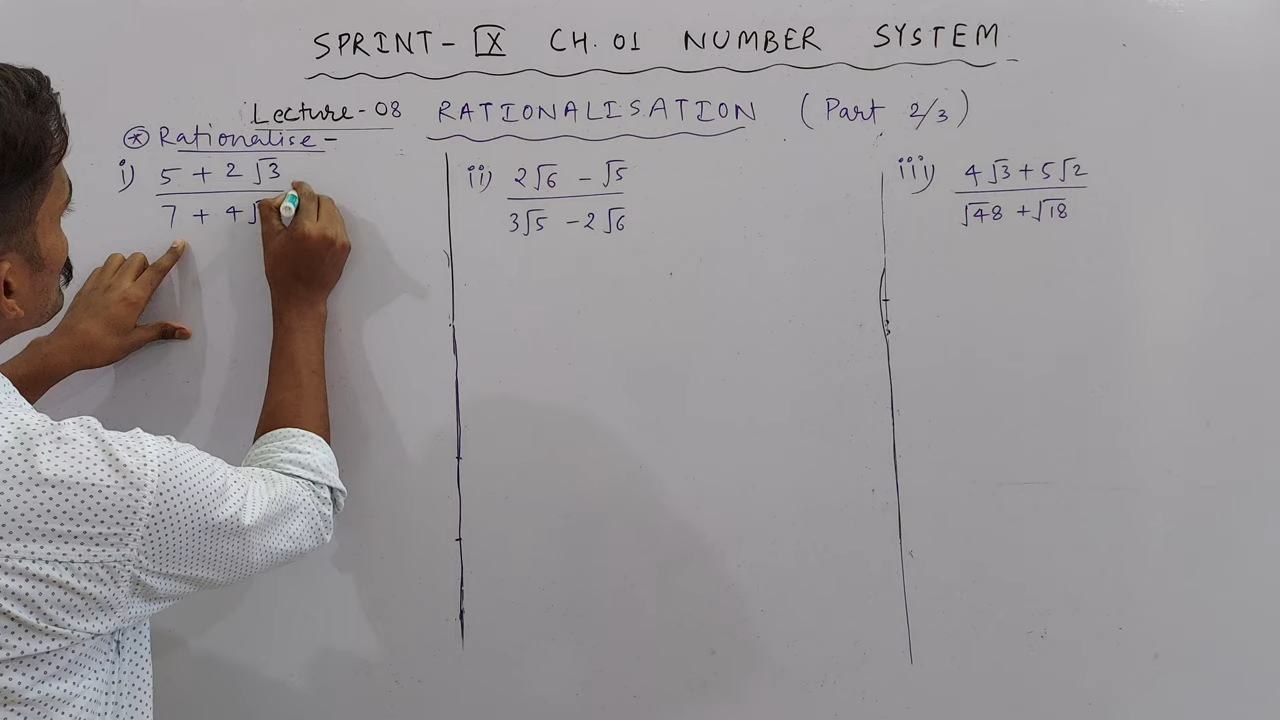 SPRINT-IX CH. 01 NUMBER SYSTEM
Lecture-08 RATIONALISATION (Part 2/3)
⊛ Rationalise-
i) 5 + 2√3
7 + 4√
ii) 2√6 - √5
3√5 - 2√6
iii) 4√3 + 5√2
√48 + √18